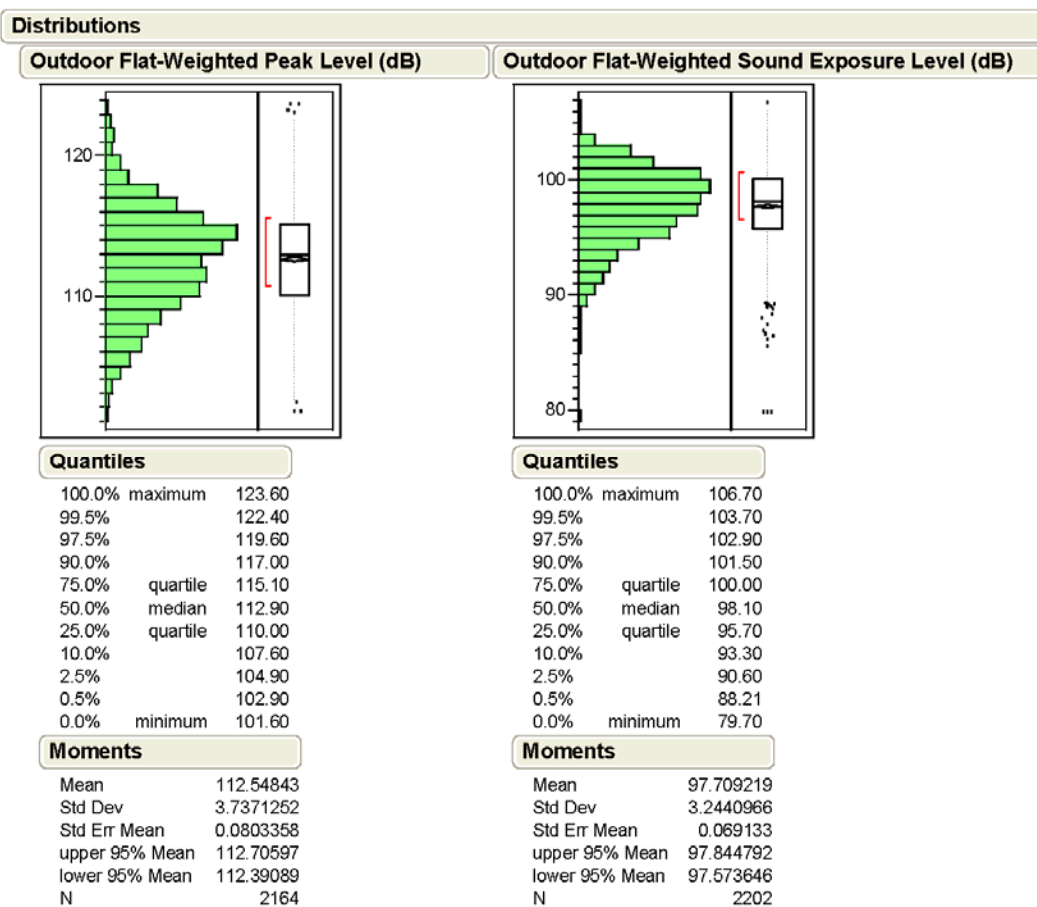 Distributions
Outdoor Flat-Weighted Peak Level (dB)
120
110
Quantiles
100.0% maximum 123.60
99.5% 122.40
97.5% 119.60
90.0% 117.00
75.0% quartile 115.10
50.0% median 112.90
25.0% quartile 110.00
10.0% 107.60
2.5% 104.90
0.5% 102.90
0.0% minimum 101.60
Moments
Mean 112.54843
Std Dev 3.7371252
Std Err Mean 0.0803358
upper 95% Mean 112.70597
lower 95% Mean 112.39089
N 2164
Outdoor Flat-Weighted Sound Exposure Level (dB)
100
90
80
Quantiles
100.0% maximum 106.70
99.5% 103.70
97.5% 102.90
90.0% 101.50
75.0% quartile 100.00
50.0% median 98.10
25.0% quartile 95.70
10.0% 93.30
2.5% 90.60
0.5% 88.21
0.0% minimum 79.70
Moments
Mean 97.709219
Std Dev 3.2440966
Std Err Mean 0.069133
upper 95% Mean 97.844792
lower 95% Mean 97.573646
N 2202